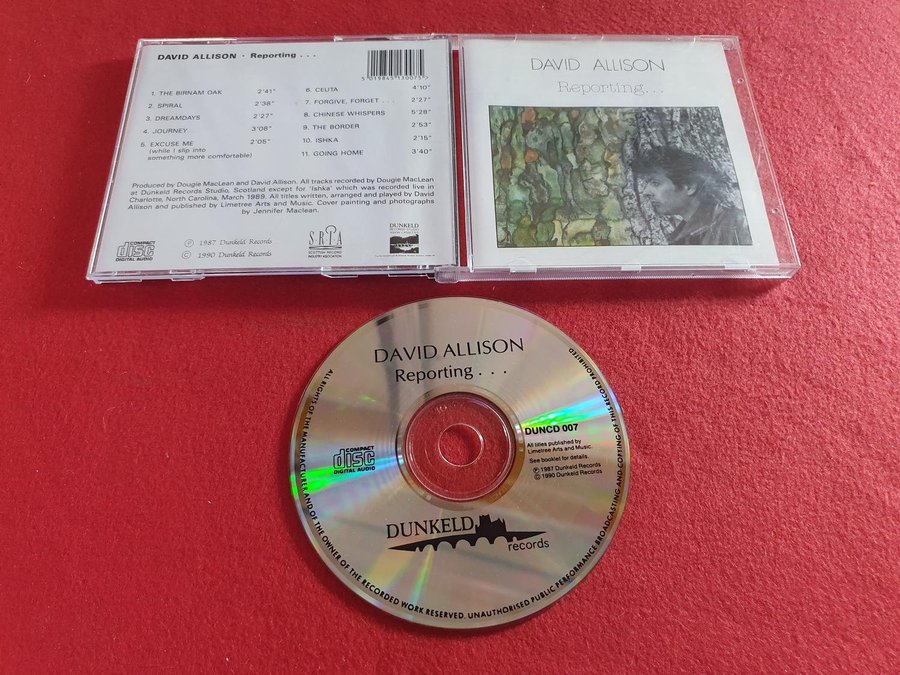 DAVID ALLISON · Reporting . . .
5 019845 130075
1. THE BIRNAM OAK 2'41"
2. SPIRAL 2'38"
3. DREAMDAYS 2'27"
4. JOURNEY 3'08"
5. EXCUSE ME 2'05"
(while I slip into
something more comfortable)
6. CEUTA 4'10"
7. FORGIVE, FORGET . . . 2'27"
8. CHINESE WHISPERS 5'28"
9. THE BORDER 2'53"
10. ISHKA 2'15"
11. GOING HOME 3'40"
Produced by Dougie MacLean and David Allison. All tracks recorded by Dougie MacLean
at Dunkeld Records Studio, Scotland except for 'Ishka' which was recorded live in
Charlotte, North Carolina, March 1989. All titles written, arranged and played by David
Allison and published by Limetree Arts and Music. Cover painting and photographs
by Jennifer Maclean.
COMPACT
disc
DIGITAL AUDIO
℗ 1987 Dunkeld Records
© 1990 Dunkeld Records
SRIA
SCOTTISH RECORD
INDUSTRY ASSOCIATION
DUNKELD
DAVID ALLISON
Reporting. . .
DAVID ALLISON
Reporting . . .
DUNCD 007
All titles published by
Limetree Arts and Music.
See booklet for details.
℗ 1987 Dunkeld Records
© 1990 Dunkeld Records
COMPACT
disc
DIGITAL AUDIO
DUNKELD
records
ALL RIGHTS OF THE MANUFACTURER AND OF THE OWNER OF THE RECORDED WORK RESERVED. UNAUTHORISED PUBLIC PERFORMANCE BROADCASTING AND COPYING OF THIS RECORD PROHIBITED